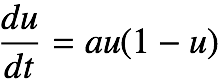 du/dt = au(1 − u)